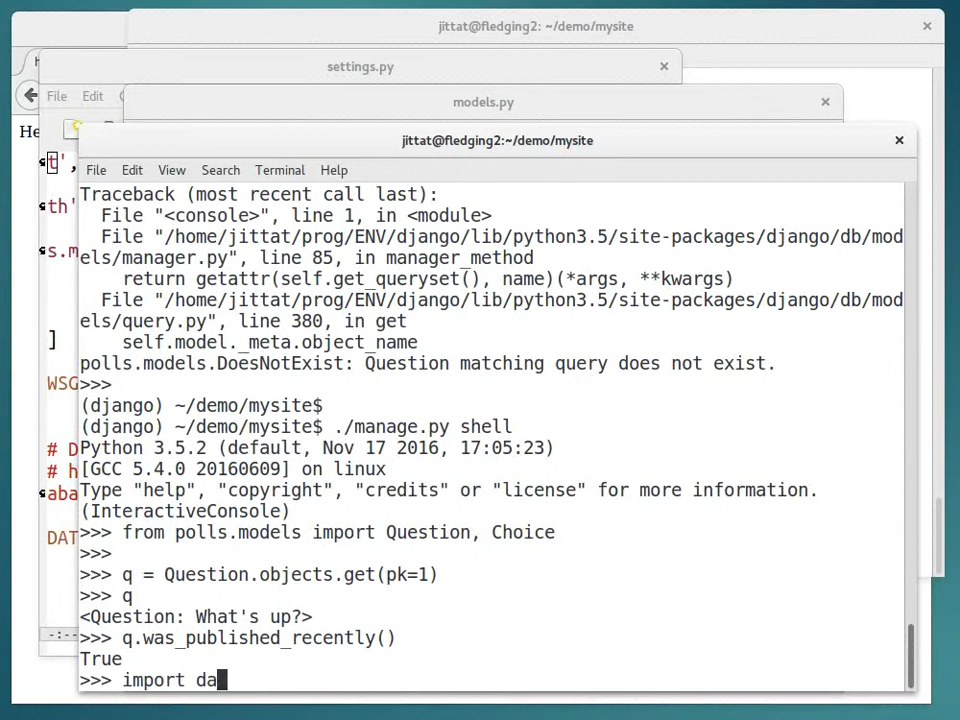 jittat@fledging2: ~/demo/mysite
settings.py
File Edit
models.py
He
jittat@fledging2:~/demo/mysite
File Edit View Search Terminal Help
t',
th'
s.m
]
WSG
# D
# h
aba
DAT
-:--
Traceback (most recent call last):
File "<console>", line 1, in <module>
File "/home/jittat/prog/ENV/django/lib/python3.5/site-packages/django/db/mod
els/manager.py", line 85, in manager_method
return getattr(self.get_queryset(), name)(*args, **kwargs)
File "/home/jittat/prog/ENV/django/lib/python3.5/site-packages/django/db/mod
els/query.py", line 380, in get
self.model._meta.object_name
polls.models.DoesNotExist: Question matching query does not exist.
>>>
(django) ~/demo/mysite$
(django) ~/demo/mysite$ ./manage.py shell
Python 3.5.2 (default, Nov 17 2016, 17:05:23)
[GCC 5.4.0 20160609] on linux
Type "help", "copyright", "credits" or "license" for more information.
(InteractiveConsole)
>>> from polls.models import Question, Choice
>>>
>>> q = Question.objects.get(pk=1)
>>> q
<Question: What's up?>
>>> q.was_published_recently()
True
>>> import da